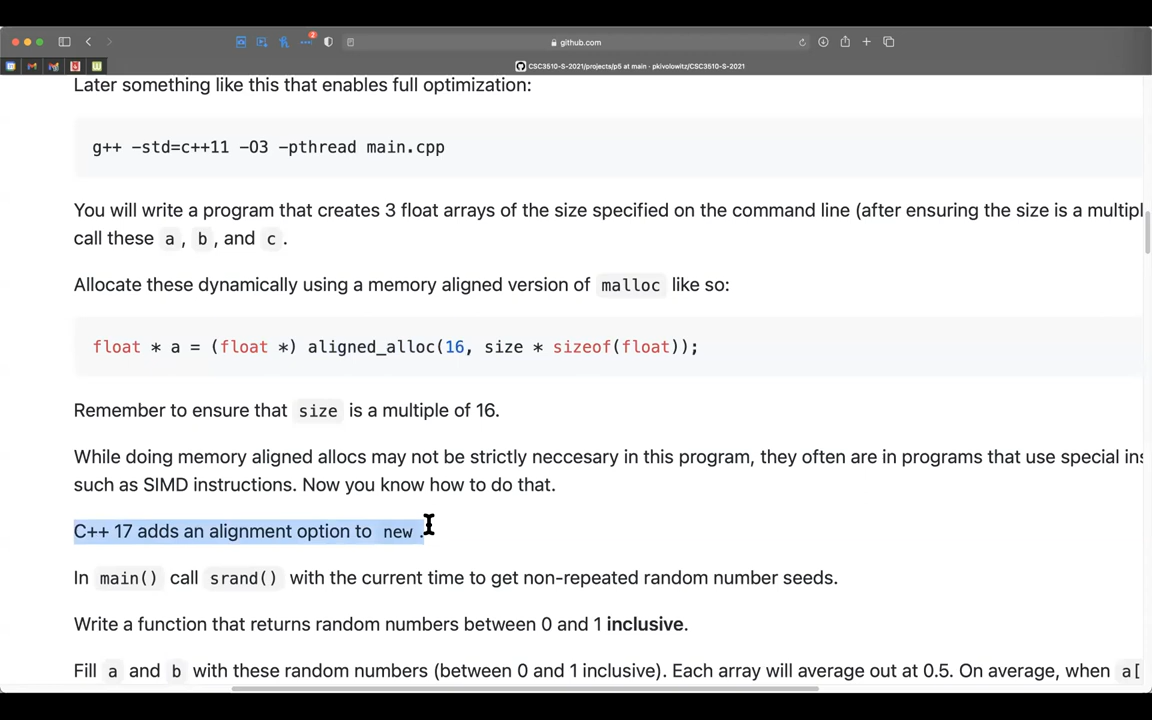 2
github.com
CSC3510-S-2021/projects/p5 at main · pkivolowitz/CSC3510-S-2021
Later something like this that enables full optimization:
g++ -std=c++11 -O3 -pthread main.cpp
You will write a program that creates 3 float arrays of the size specified on the command line (after ensuring the size is a multipl
call these a , b , and c .
Allocate these dynamically using a memory aligned version of malloc like so:
float * a = (float *) aligned_alloc(16, size * sizeof(float));
Remember to ensure that size is a multiple of 16.
While doing memory aligned allocs may not be strictly neccesary in this program, they often are in programs that use special ins
such as SIMD instructions. Now you know how to do that.
C++ 17 adds an alignment option to new .
In main() call srand() with the current time to get non-repeated random number seeds.
Write a function that returns random numbers between 0 and 1 inclusive.
Fill a and b with these random numbers (between 0 and 1 inclusive). Each array will average out at 0.5. On average, when a[